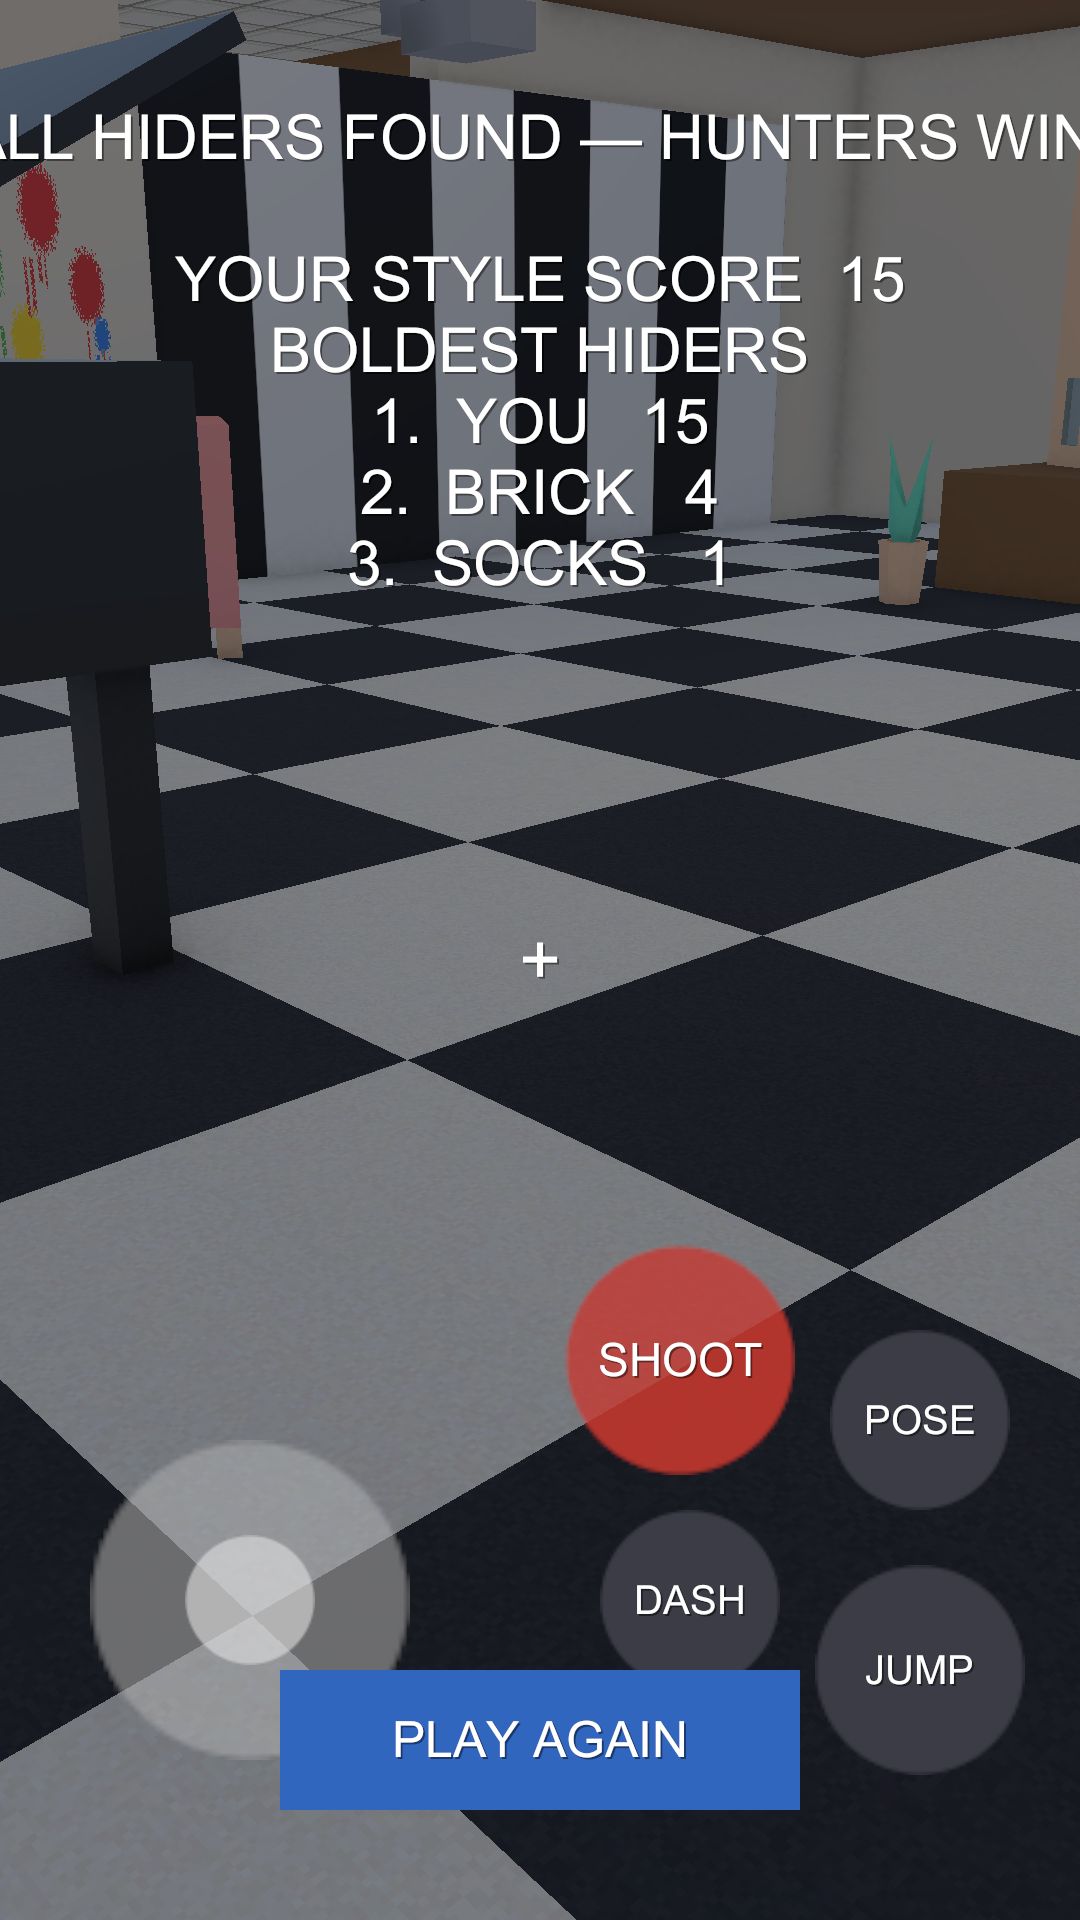 ALL HIDERS FOUND — HUNTERS WIN
YOUR STYLE SCORE 15
BOLDEST HIDERS
1. YOU 15
2. BRICK 4
3. SOCKS 1
+
SHOOT
POSE
DASH
JUMP
PLAY AGAIN